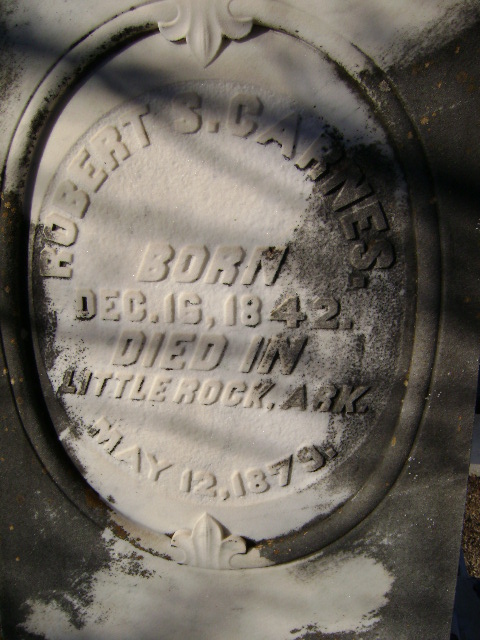 ROBERT S. CARNES.
BORN
DEC. 16, 1842.
DIED IN
LITTLE ROCK, ARK.
MAY 12, 1879.